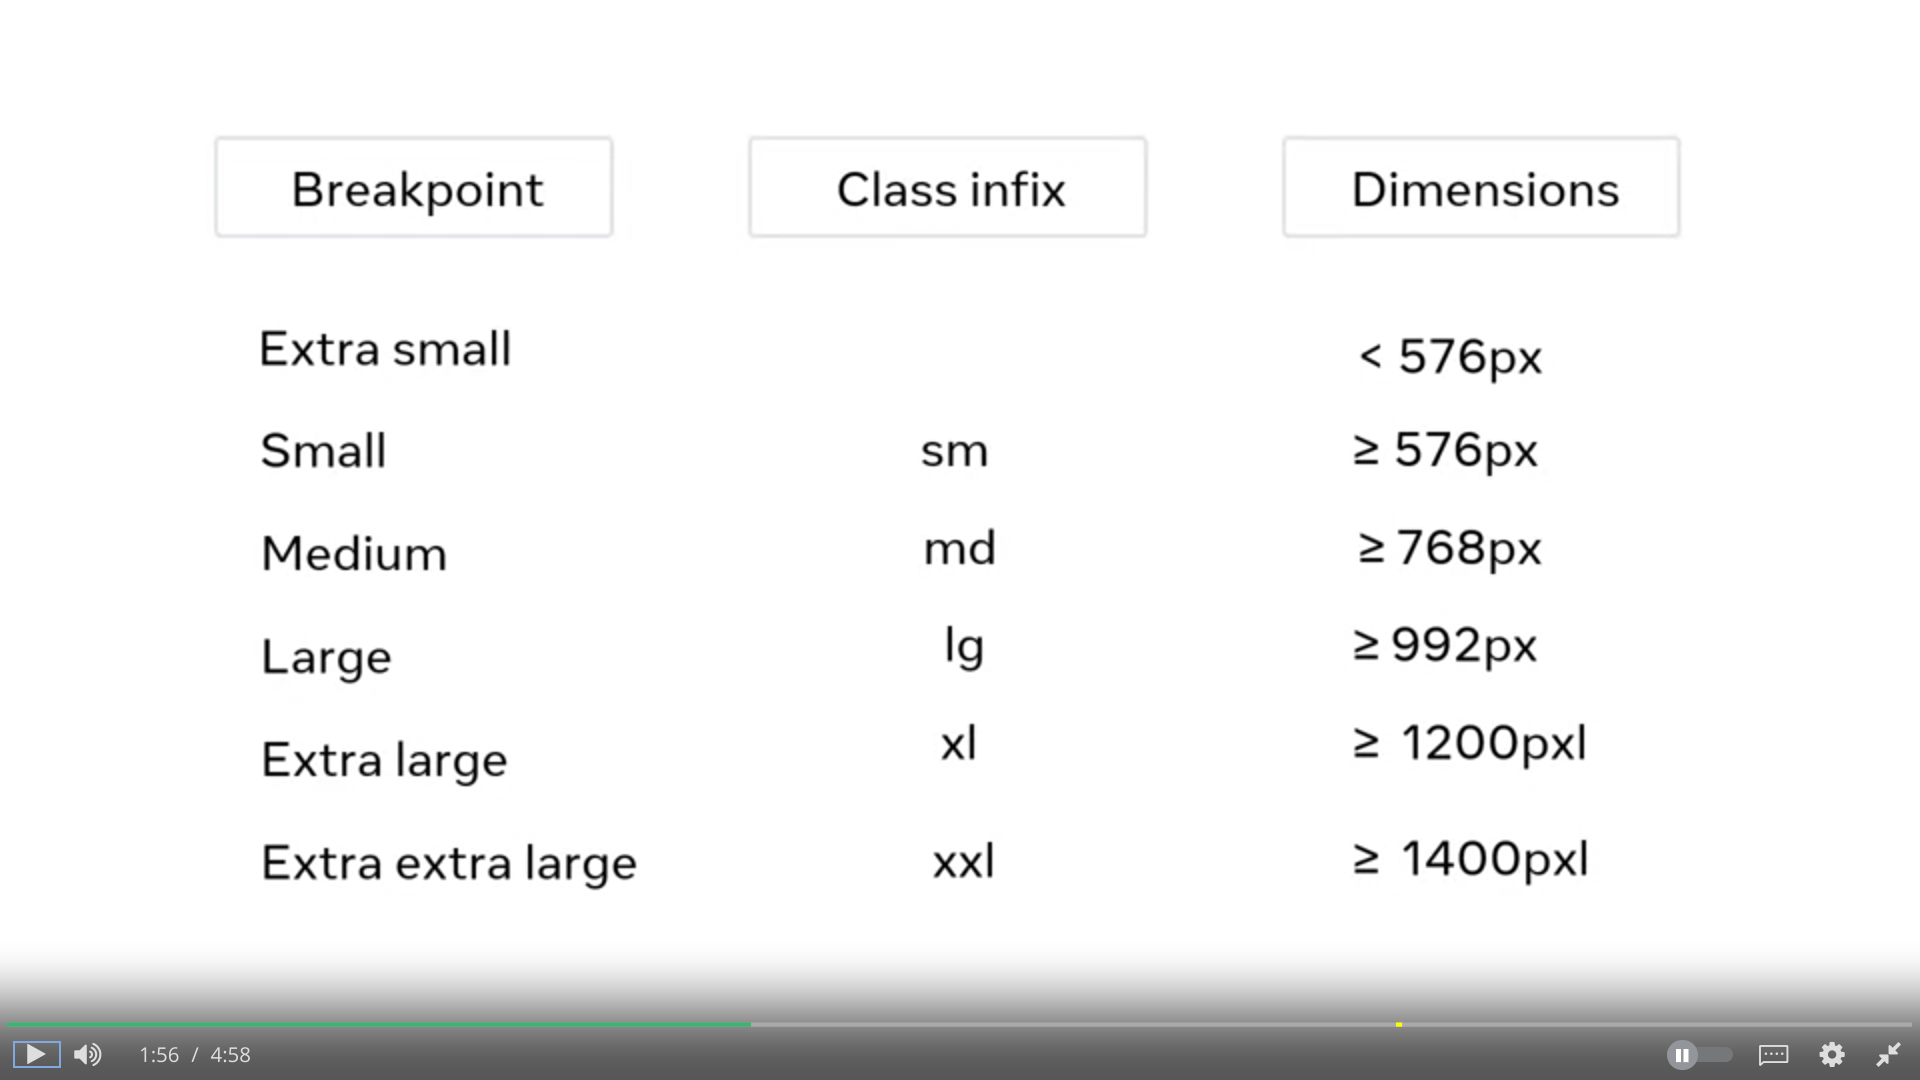 Breakpoint Class infix Dimensions
Extra small < 576px
Small sm ≥ 576px
Medium md ≥ 768px
Large lg ≥ 992px
Extra large xl ≥ 1200pxl
Extra extra large xxl ≥ 1400pxl
1:56 / 4:58